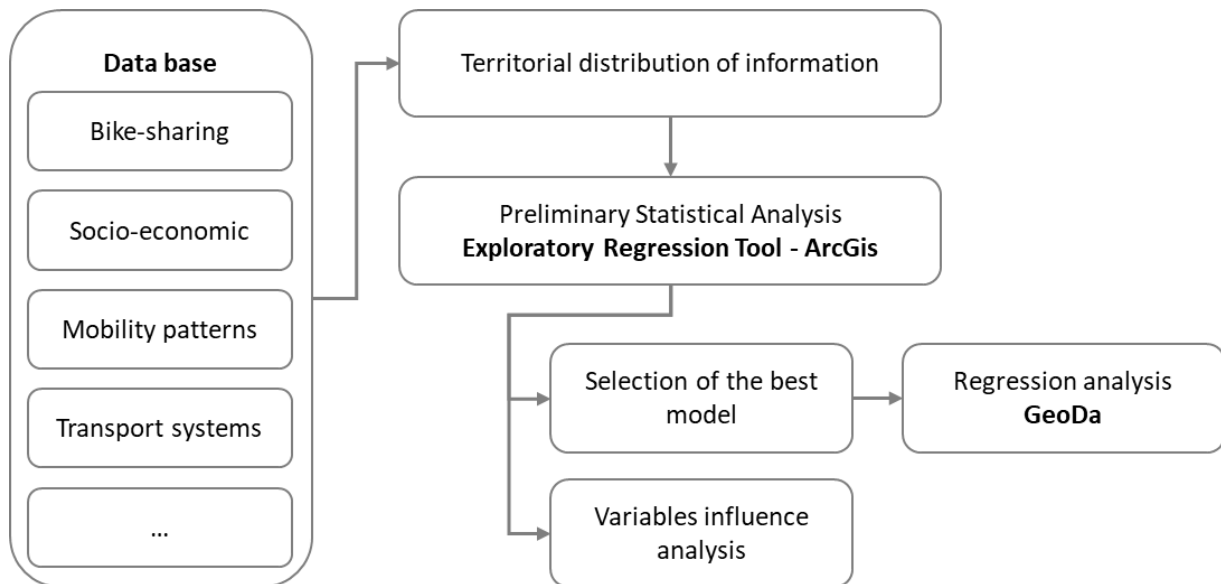 Data base
Bike-sharing
Socio-economic
Mobility patterns
Transport systems
...
Territorial distribution of information
Preliminary Statistical Analysis
Exploratory Regression Tool - ArcGis
Selection of the best
model
Regression analysis
GeoDa
Variables influence
analysis